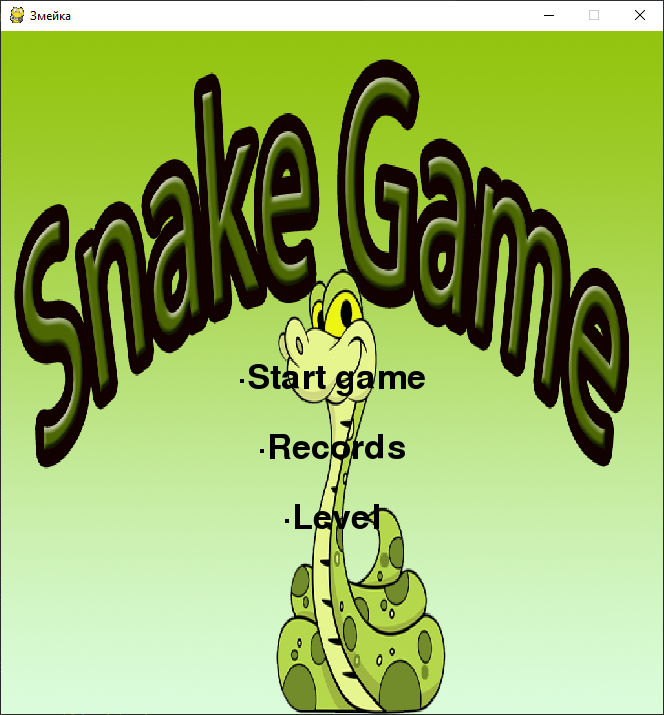 Змейка
Snake Game
·Start game
·Records
·Level